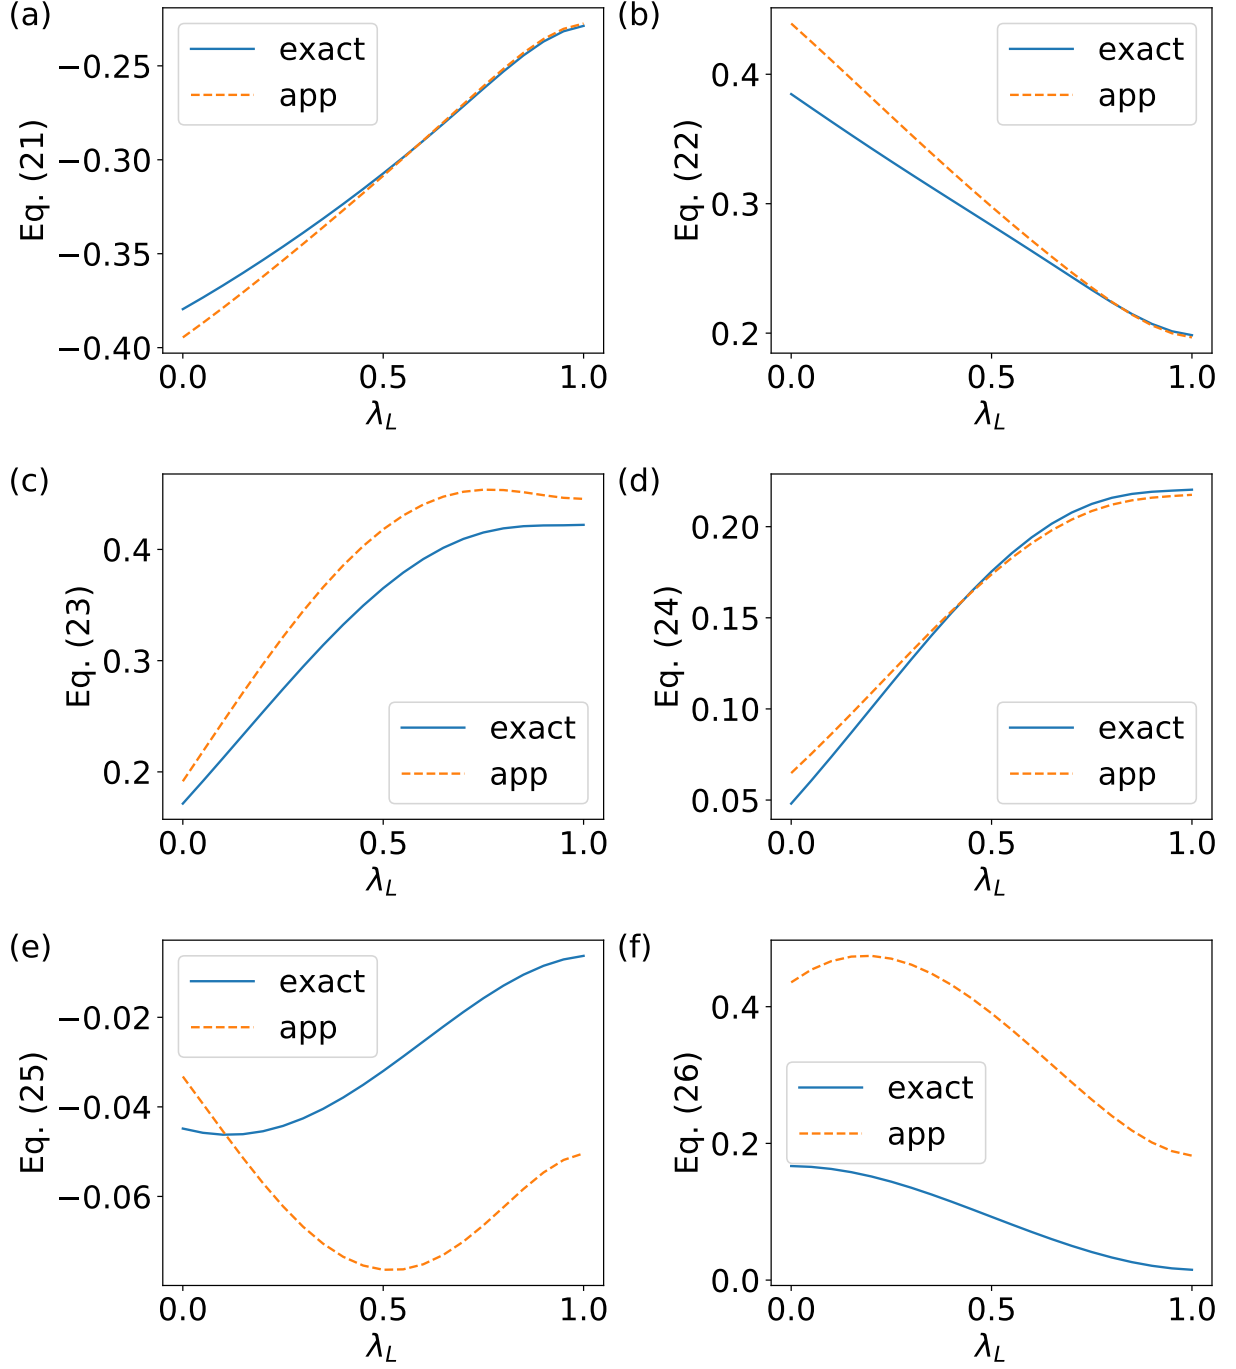 (a)
exact
app
−0.25
−0.30
−0.35
−0.40
Eq. (21)
0.0 0.5 1.0
λL
(b)
exact
app
0.4
0.3
0.2
Eq. (22)
0.0 0.5 1.0
λL
(c)
0.4
0.3
0.2
Eq. (23)
exact
app
0.0 0.5 1.0
λL
(d)
0.20
0.15
0.10
0.05
Eq. (24)
exact
app
0.0 0.5 1.0
λL
(e)
exact
app
−0.02
−0.04
−0.06
Eq. (25)
0.0 0.5 1.0
λL
(f)
0.4
0.2
0.0
Eq. (26)
exact
app
0.0 0.5 1.0
λL